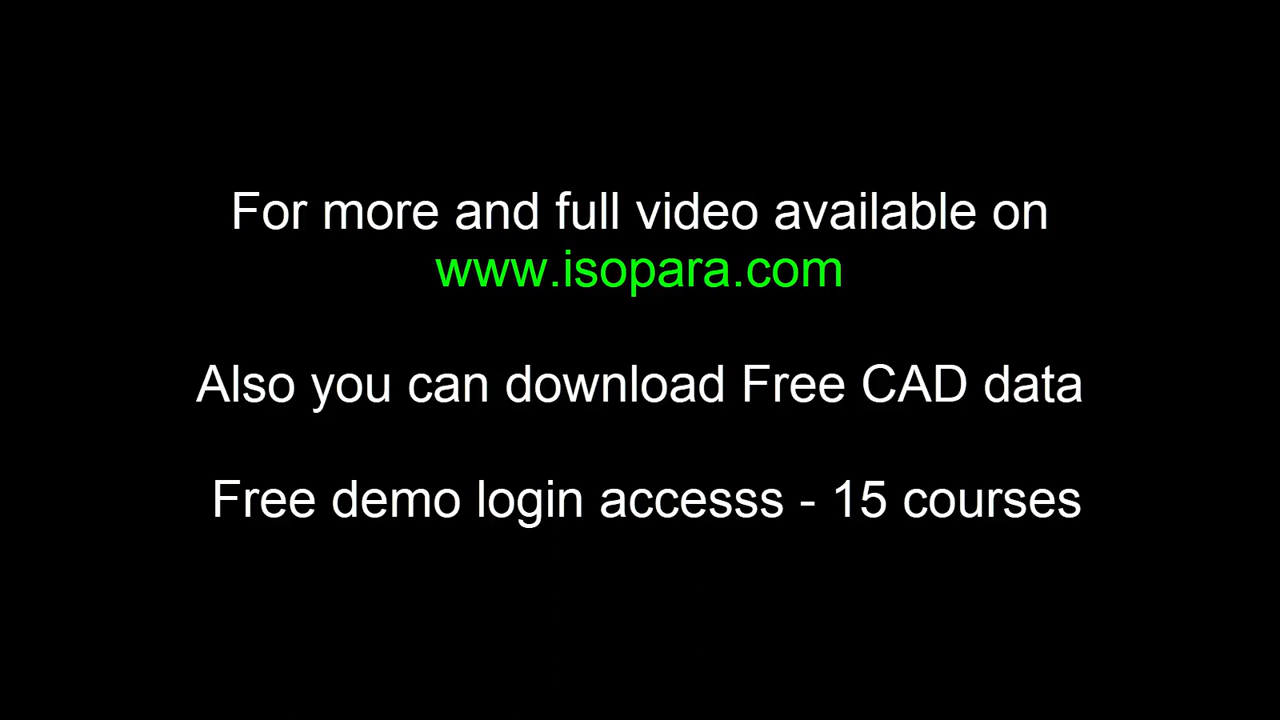 For more and full video available on
www.isopara.com
Also you can download Free CAD data
Free demo login accesss - 15 courses